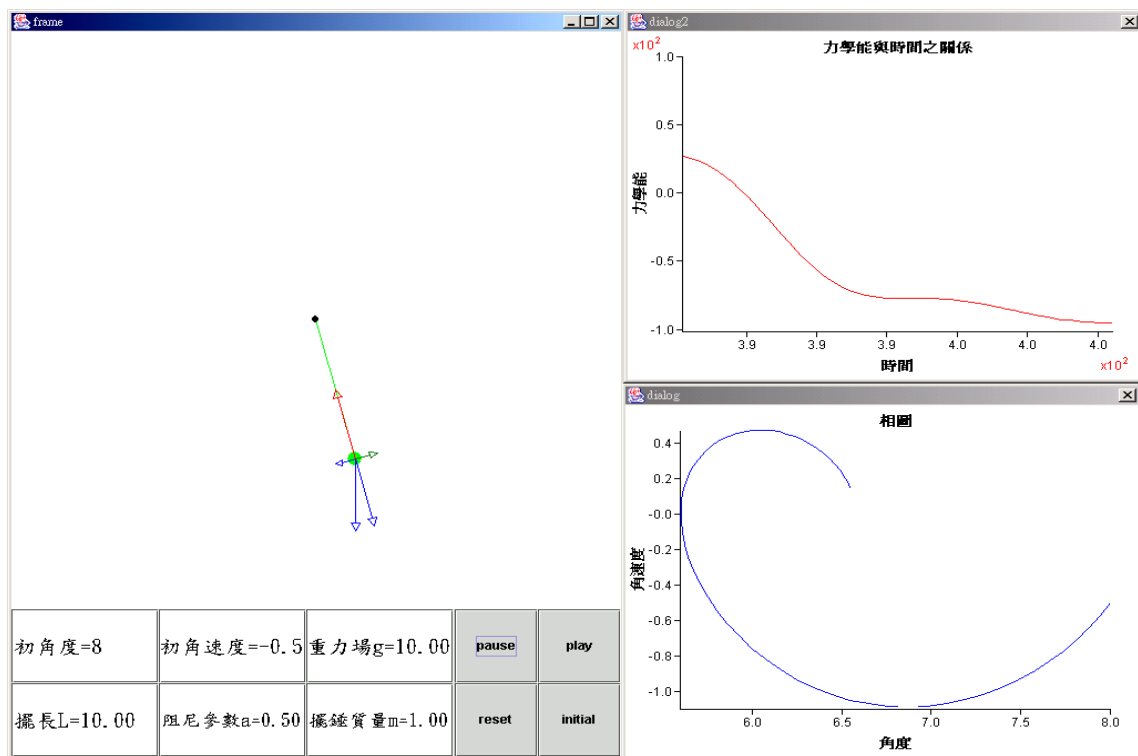 frame
初角度=8
初角速度=-0.5
重力場g=10.00
pause
play
擺長L=10.00
阻尼參數a=0.50
擺錘質量m=1.00
reset
initial
dialog2
力學能與時間之關係
x10²
1.0
0.5
0.0
-0.5
-1.0
力學能
3.9
3.9
3.9
4.0
4.0
4.0
時間
x10²
dialog
相圖
0.4
0.2
-0.0
-0.2
-0.4
-0.6
-0.8
-1.0
角速度
6.0
6.5
7.0
7.5
8.0
角度